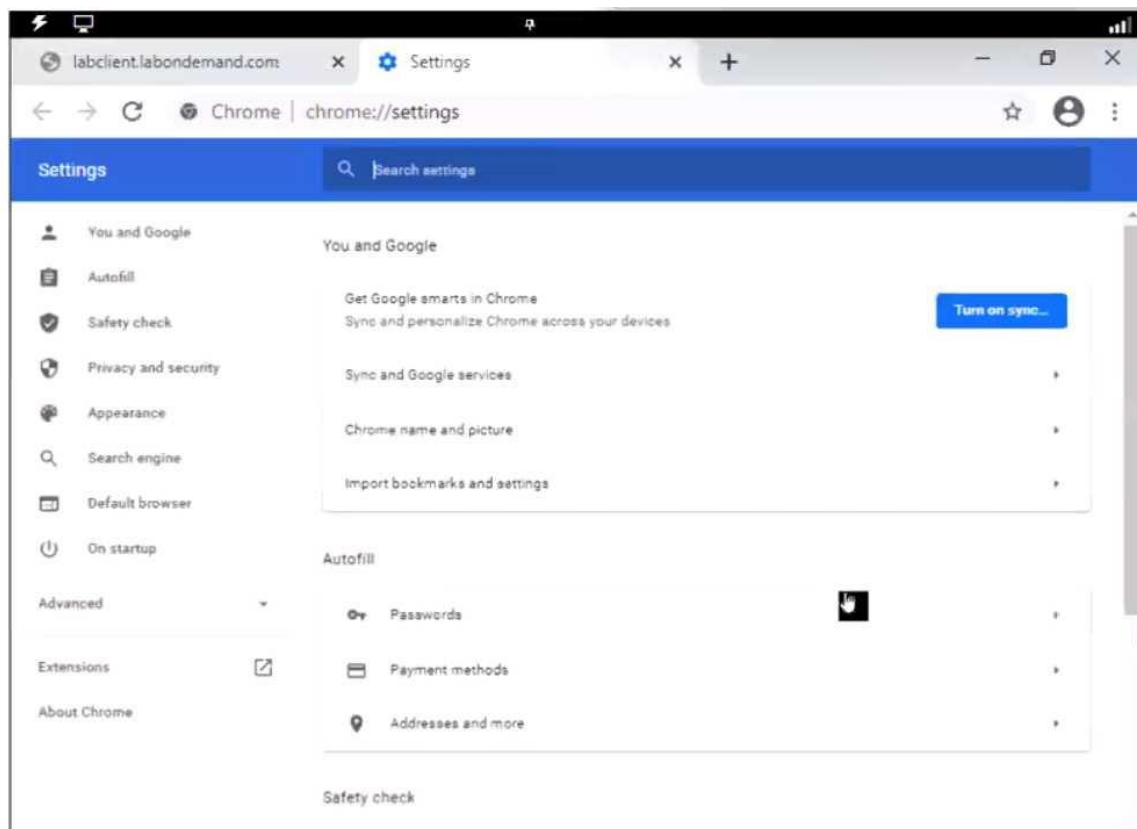 labclient.labondemand.com
Settings
Chrome | chrome://settings
Settings
Search settings
You and Google
Autofill
Safety check
Privacy and security
Appearance
Search engine
Default browser
On startup
Advanced
Extensions
About Chrome
You and Google
Get Google smarts in Chrome
Sync and personalize Chrome across your devices
Turn on sync...
Sync and Google services
Chrome name and picture
Import bookmarks and settings
Autofill
Passwords
Payment methods
Addresses and more
Safety check